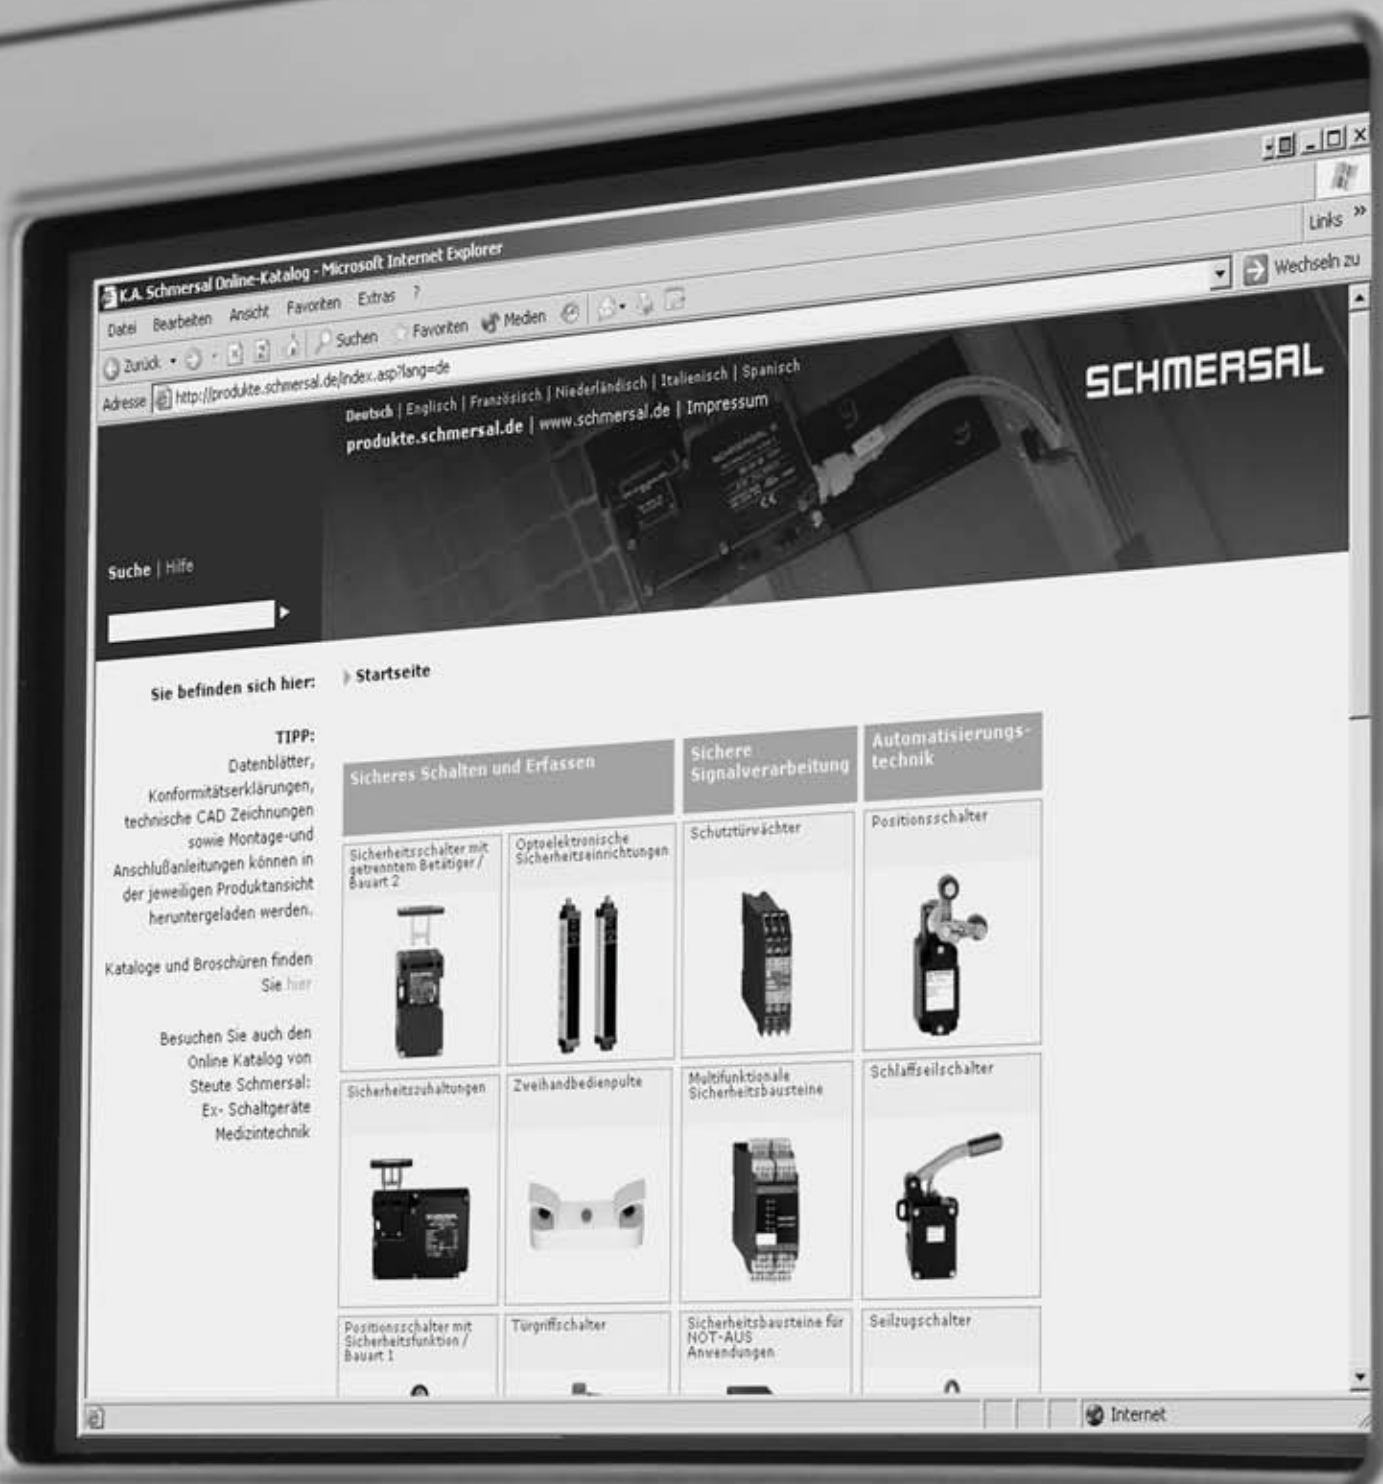 K.A. Schmersal Online-Katalog - Microsoft Internet Explorer
Datei Bearbeiten Ansicht Favoriten Extras ?
Links »
Zurück Suchen Favoriten Medien
Adresse http://produkte.schmersal.de/index.asp?lang=de
Wechseln zu
Deutsch | Englisch | Französisch | Niederländisch | Italienisch | Spanisch
produkte.schmersal.de | www.schmersal.de | Impressum
SCHMERSAL
Suche | Hilfe
Sie befinden sich hier:
Startseite
TIPP:
Datenblätter,
Konformitätserklärungen,
technische CAD Zeichnungen
sowie Montage-und
Anschlußanleitungen können in
der jeweiligen Produktansicht
heruntergeladen werden.
Kataloge und Broschüren finden
Sie hier
Besuchen Sie auch den
Online Katalog von
Steute Schmersal:
Ex- Schaltgeräte
Medizintechnik
Sicheres Schalten und Erfassen
Sichere
Signalverarbeitung
Automatisierungs-
technik
Sicherheitsschalter mit
getrenntem Betätiger /
Bauart 2
Optoelektronische
Sicherheitseinrichtungen
Schutztürwächter
Positionsschalter
Sicherheitszuhaltungen
Zweihandbedienpulte
Multifunktionale
Sicherheitsbausteine
Schlaffseilschalter
Positionsschalter mit
Sicherheitsfunktion /
Bauart 1
Türgriffschalter
Sicherheitsbausteine für
NOT-AUS
Anwendungen
Seilzugschalter
Internet